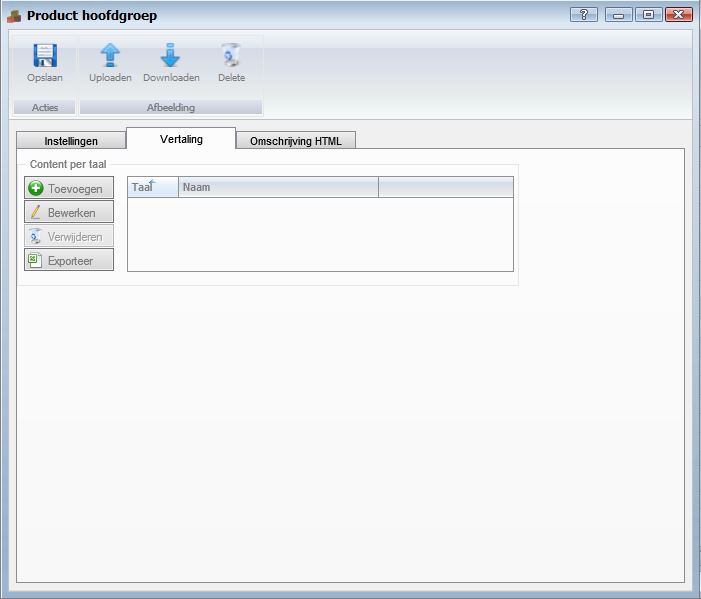 Product hoofdgroep
?
Opslaan
Uploaden Downloaden Delete
Acties
Afbeelding
Instellingen Vertaling Omschrijving HTML
Content per taal
Toevoegen
Bewerken
Verwijderen
Exporteer
Taal Naam